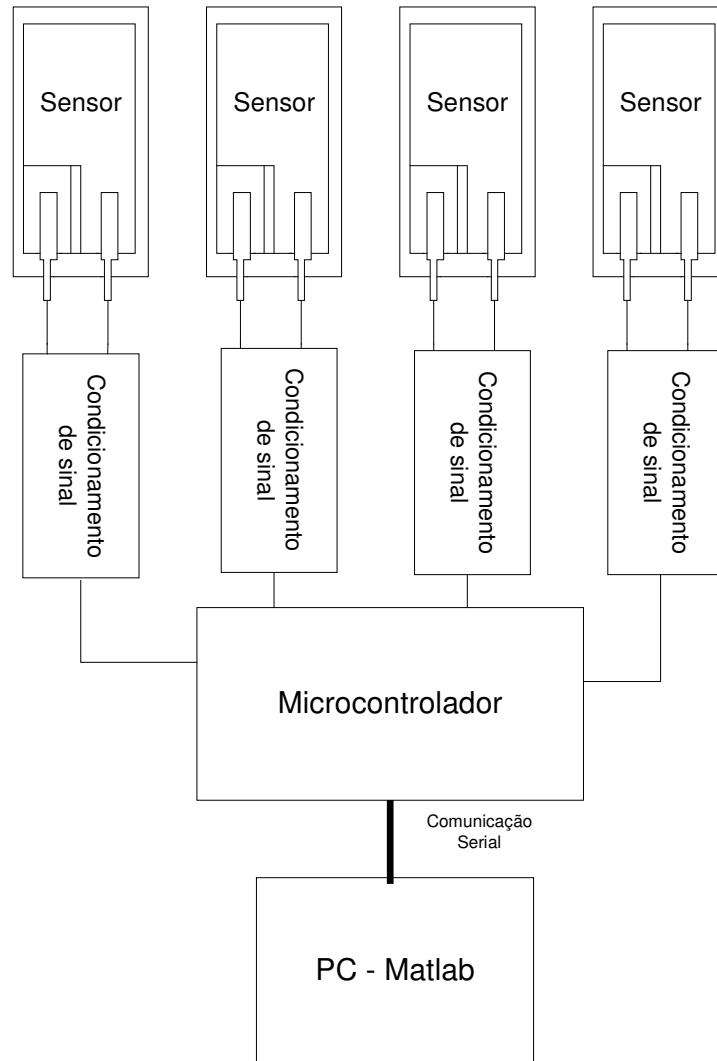 Sensor
Sensor
Sensor
Sensor
Condicionamento
de sinal
Condicionamento
de sinal
Condicionamento
de sinal
Condicionamento
de sinal
Microcontrolador
Comunicação
Serial
PC - Matlab